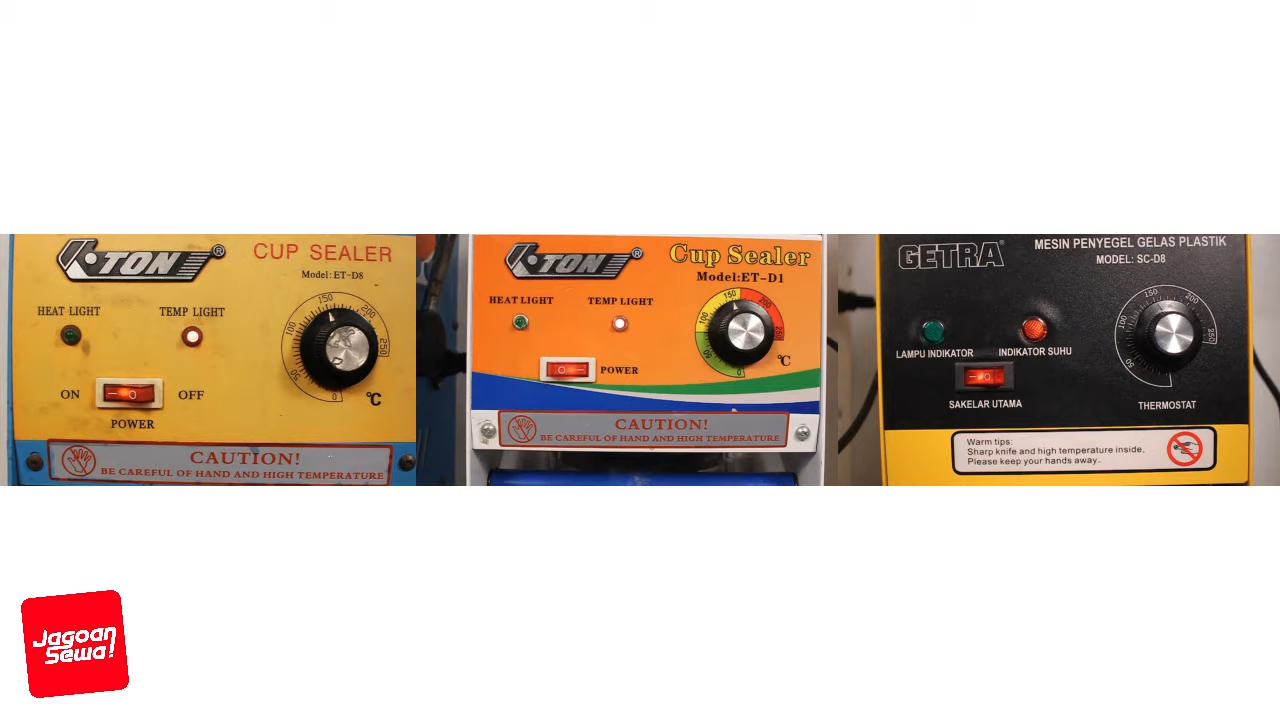 ETON®
CUP SEALER
Model: ET-D8
HEAT LIGHT
TEMP LIGHT
0
50
100
150
200
250
°C
ON
OFF
POWER
CAUTION!
BE CAREFUL OF HAND AND HIGH TEMPERATURE
ETON®
Cup Sealer
Model:ET-D1
HEAT LIGHT
TEMP LIGHT
0
50
100
150
200
250
°C
POWER
CAUTION!
BE CAREFUL OF HAND AND HIGH TEMPERATURE
GETRA®
MESIN PENYEGEL GELAS PLASTIK
MODEL: SC-D8
LAMPU INDIKATOR
INDIKATOR SUHU
50
100
150
200
250
SAKELAR UTAMA
THERMOSTAT
Warm tips:
Sharp knife and high temperature inside,
Please keep your hands away.
Jagoan
Sewa!